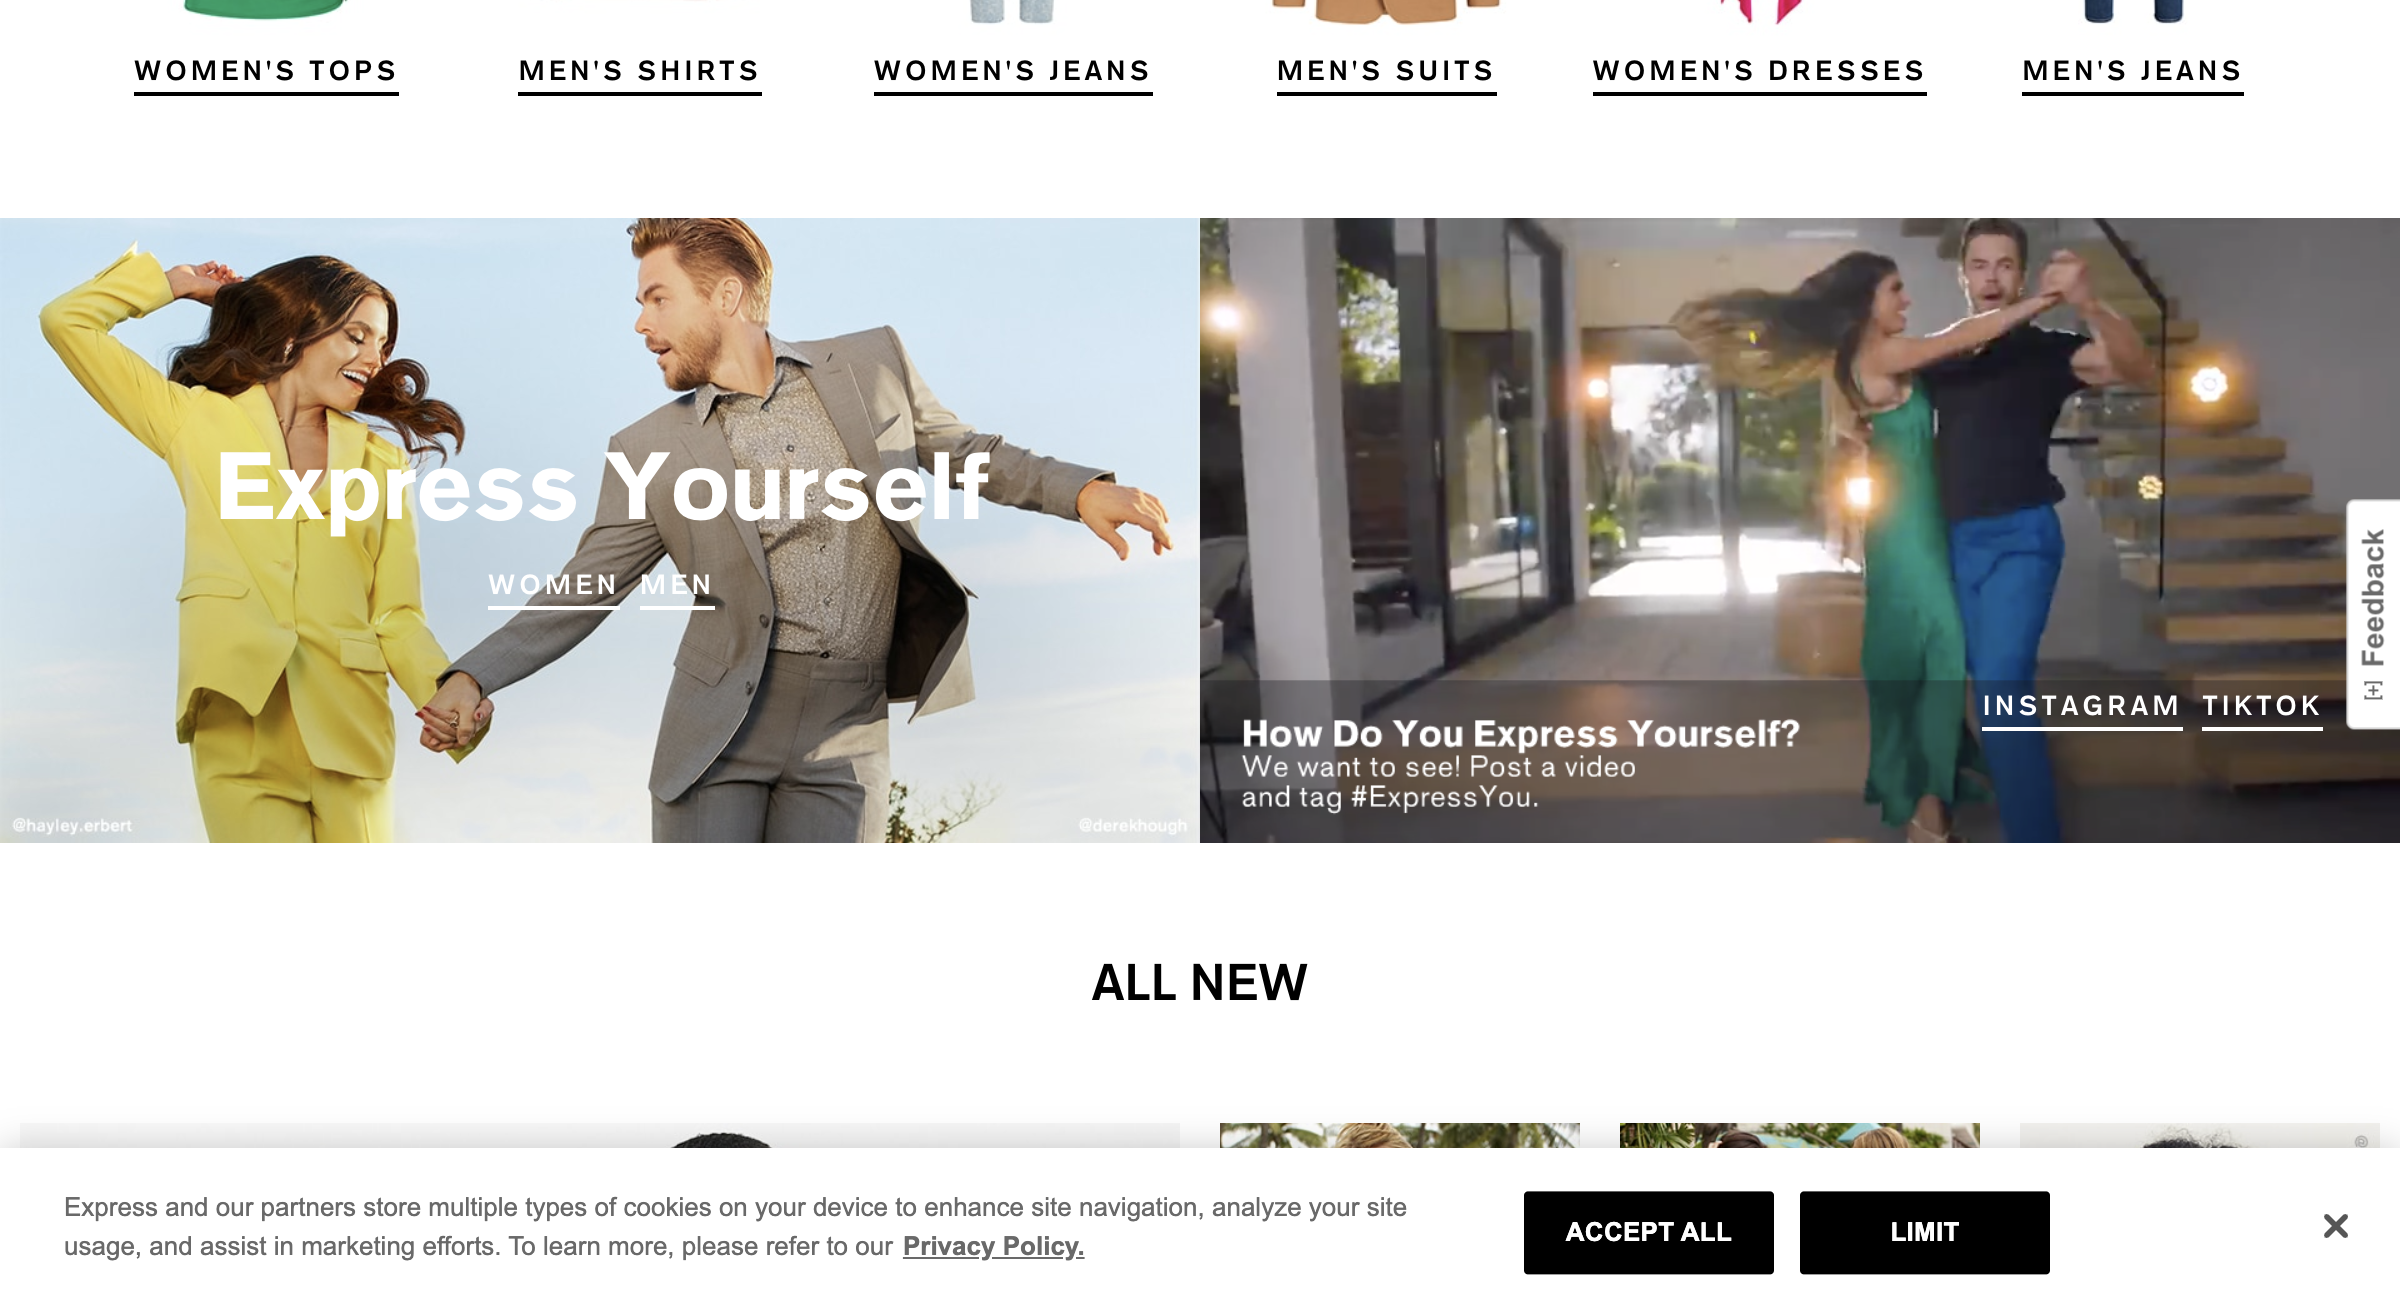 WOMEN'S TOPS
MEN'S SHIRTS
WOMEN'S JEANS
MEN'S SUITS
WOMEN'S DRESSES
MEN'S JEANS
Express Yourself
WOMEN MEN
@hayley.erbert
@derekhough
INSTAGRAM TIKTOK
How Do You Express Yourself?
We want to see! Post a video
and tag #ExpressYou.
[+] Feedback
ALL NEW
Express and our partners store multiple types of cookies on your device to enhance site navigation, analyze your site
usage, and assist in marketing efforts. To learn more, please refer to our Privacy Policy.
ACCEPT ALL
LIMIT